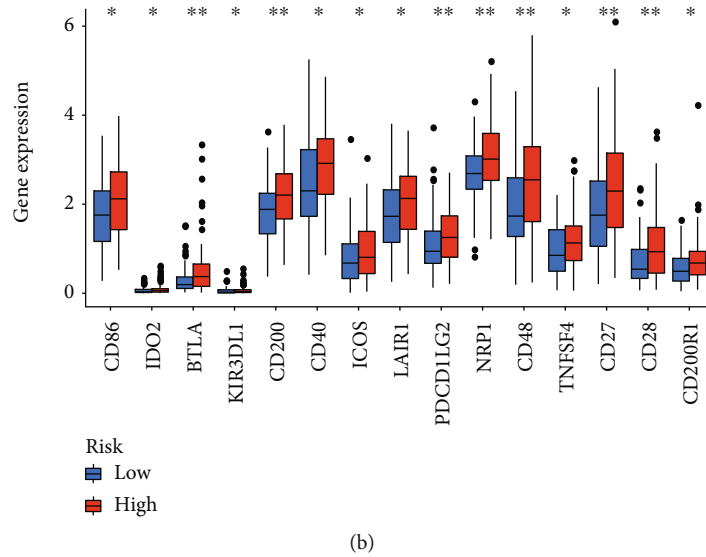 * * ** * ** * * * ** ** ** * ** ** *
6
4
2
0
Gene expression
CD86
IDO2
BTLA
KIR3DL1
CD200
CD40
ICOS
LAIR1
PDCD1LG2
NRP1
CD48
TNFSF4
CD27
CD28
CD200R1
Risk
Low
High
(b)